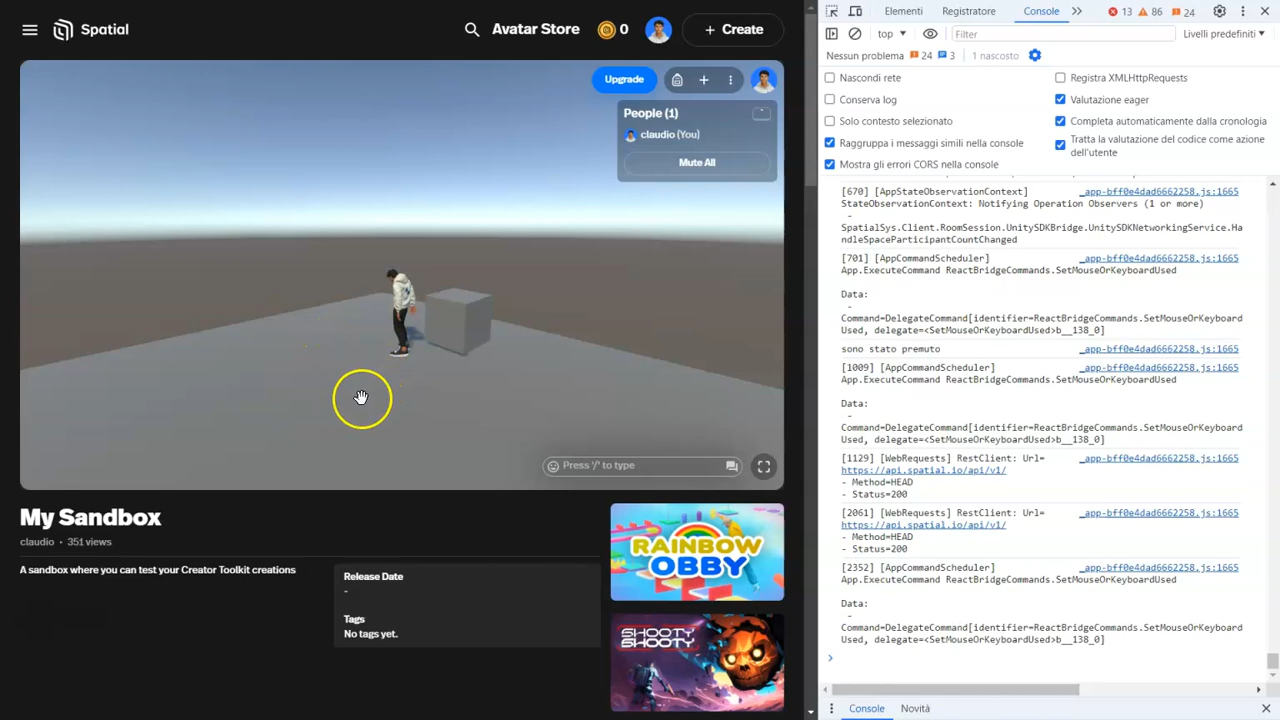 Spatial
Avatar Store
0
+ Create
Upgrade
People (1)
claudio (You)
Mute All
Press '/' to type
My Sandbox
claudio • 351 views
A sandbox where you can test your Creator Toolkit creations
Release Date
-
Tags
No tags yet.
RAINBOW
OBBY
SHOOTY
SHOOTY
Elementi
Registratore
Console
13
86
24
top
Filter
Livelli predefiniti
Nessun problema
24
3
1 nascosto
Nascondi rete
Registra XMLHttpRequests
Conserva log
Valutazione eager
Solo contesto selezionato
Completa automaticamente dalla cronologia
Raggruppa i messaggi simili nella console
Tratta la valutazione del codice come azione
dell'utente
Mostra gli errori CORS nella console
[670] [AppStateObservationContext] _app-bff0e4dad6662258.js:1665
StateObservationContext: Notifying Operation Observers (1 or more)
-
SpatialSys.Client.RoomSession.UnitySDKBridge.UnitySDKNetworkingService.Ha
ndleSpaceParticipantCountChanged
[701] [AppCommandScheduler] _app-bff0e4dad6662258.js:1665
App.ExecuteCommand ReactBridgeCommands.SetMouseOrKeyboardUsed
Data:
-
Command=DelegateCommand[identifier=ReactBridgeCommands.SetMouseOrKeyboard
Used, delegate=<SetMouseOrKeyboardUsed>b__138_0]
sono stato premuto _app-bff0e4dad6662258.js:1665
[1009] [AppCommandScheduler] _app-bff0e4dad6662258.js:1665
App.ExecuteCommand ReactBridgeCommands.SetMouseOrKeyboardUsed
Data:
-
Command=DelegateCommand[identifier=ReactBridgeCommands.SetMouseOrKeyboard
Used, delegate=<SetMouseOrKeyboardUsed>b__138_0]
[1129] [WebRequests] RestClient: Url= _app-bff0e4dad6662258.js:1665
https://api.spatial.io/api/v1/
- Method=HEAD
- Status=200
[2061] [WebRequests] RestClient: Url= _app-bff0e4dad6662258.js:1665
https://api.spatial.io/api/v1/
- Method=HEAD
- Status=200
[2352] [AppCommandScheduler] _app-bff0e4dad6662258.js:1665
App.ExecuteCommand ReactBridgeCommands.SetMouseOrKeyboardUsed
Data:
-
Command=DelegateCommand[identifier=ReactBridgeCommands.SetMouseOrKeyboard
Used, delegate=<SetMouseOrKeyboardUsed>b__138_0]
Console
Novità